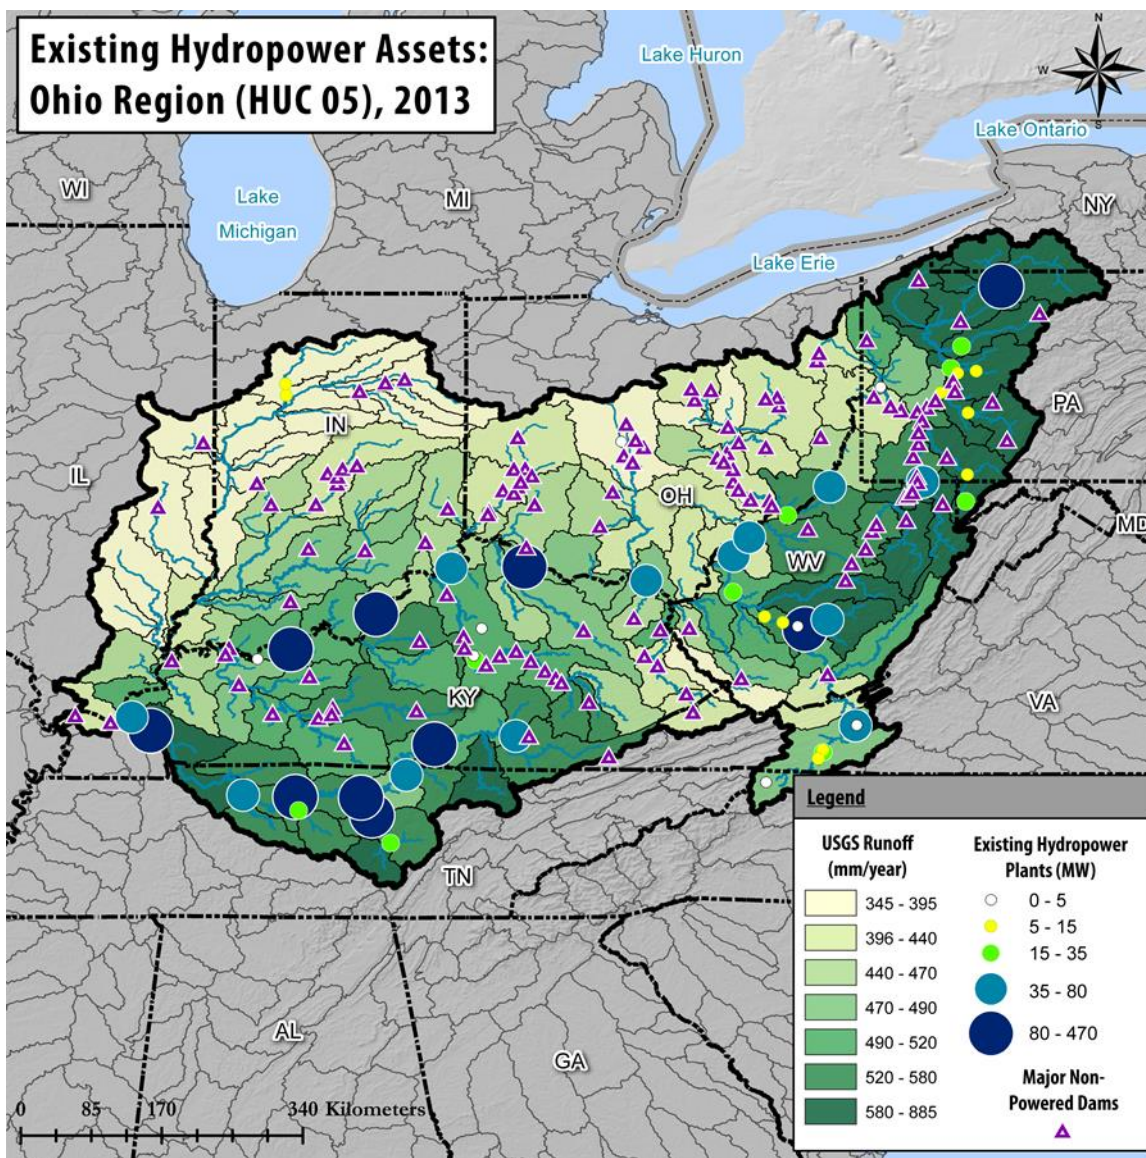 Existing Hydropower Assets:
Ohio Region (HUC 05), 2013
N
W
E
S
Lake Huron
Lake Ontario
WI
Lake
Michigan
MI
NY
Lake Erie
IN
PA
IL
OH
MD
WV
KY
VA
TN
AL
GA
Legend
USGS Runoff
(mm/year)
345 - 395
396 - 440
440 - 470
470 - 490
490 - 520
520 - 580
580 - 885
Existing Hydropower
Plants (MW)
0 - 5
5 - 15
15 - 35
35 - 80
80 - 470
Major Non-
Powered Dams
0 85 170 340 Kilometers